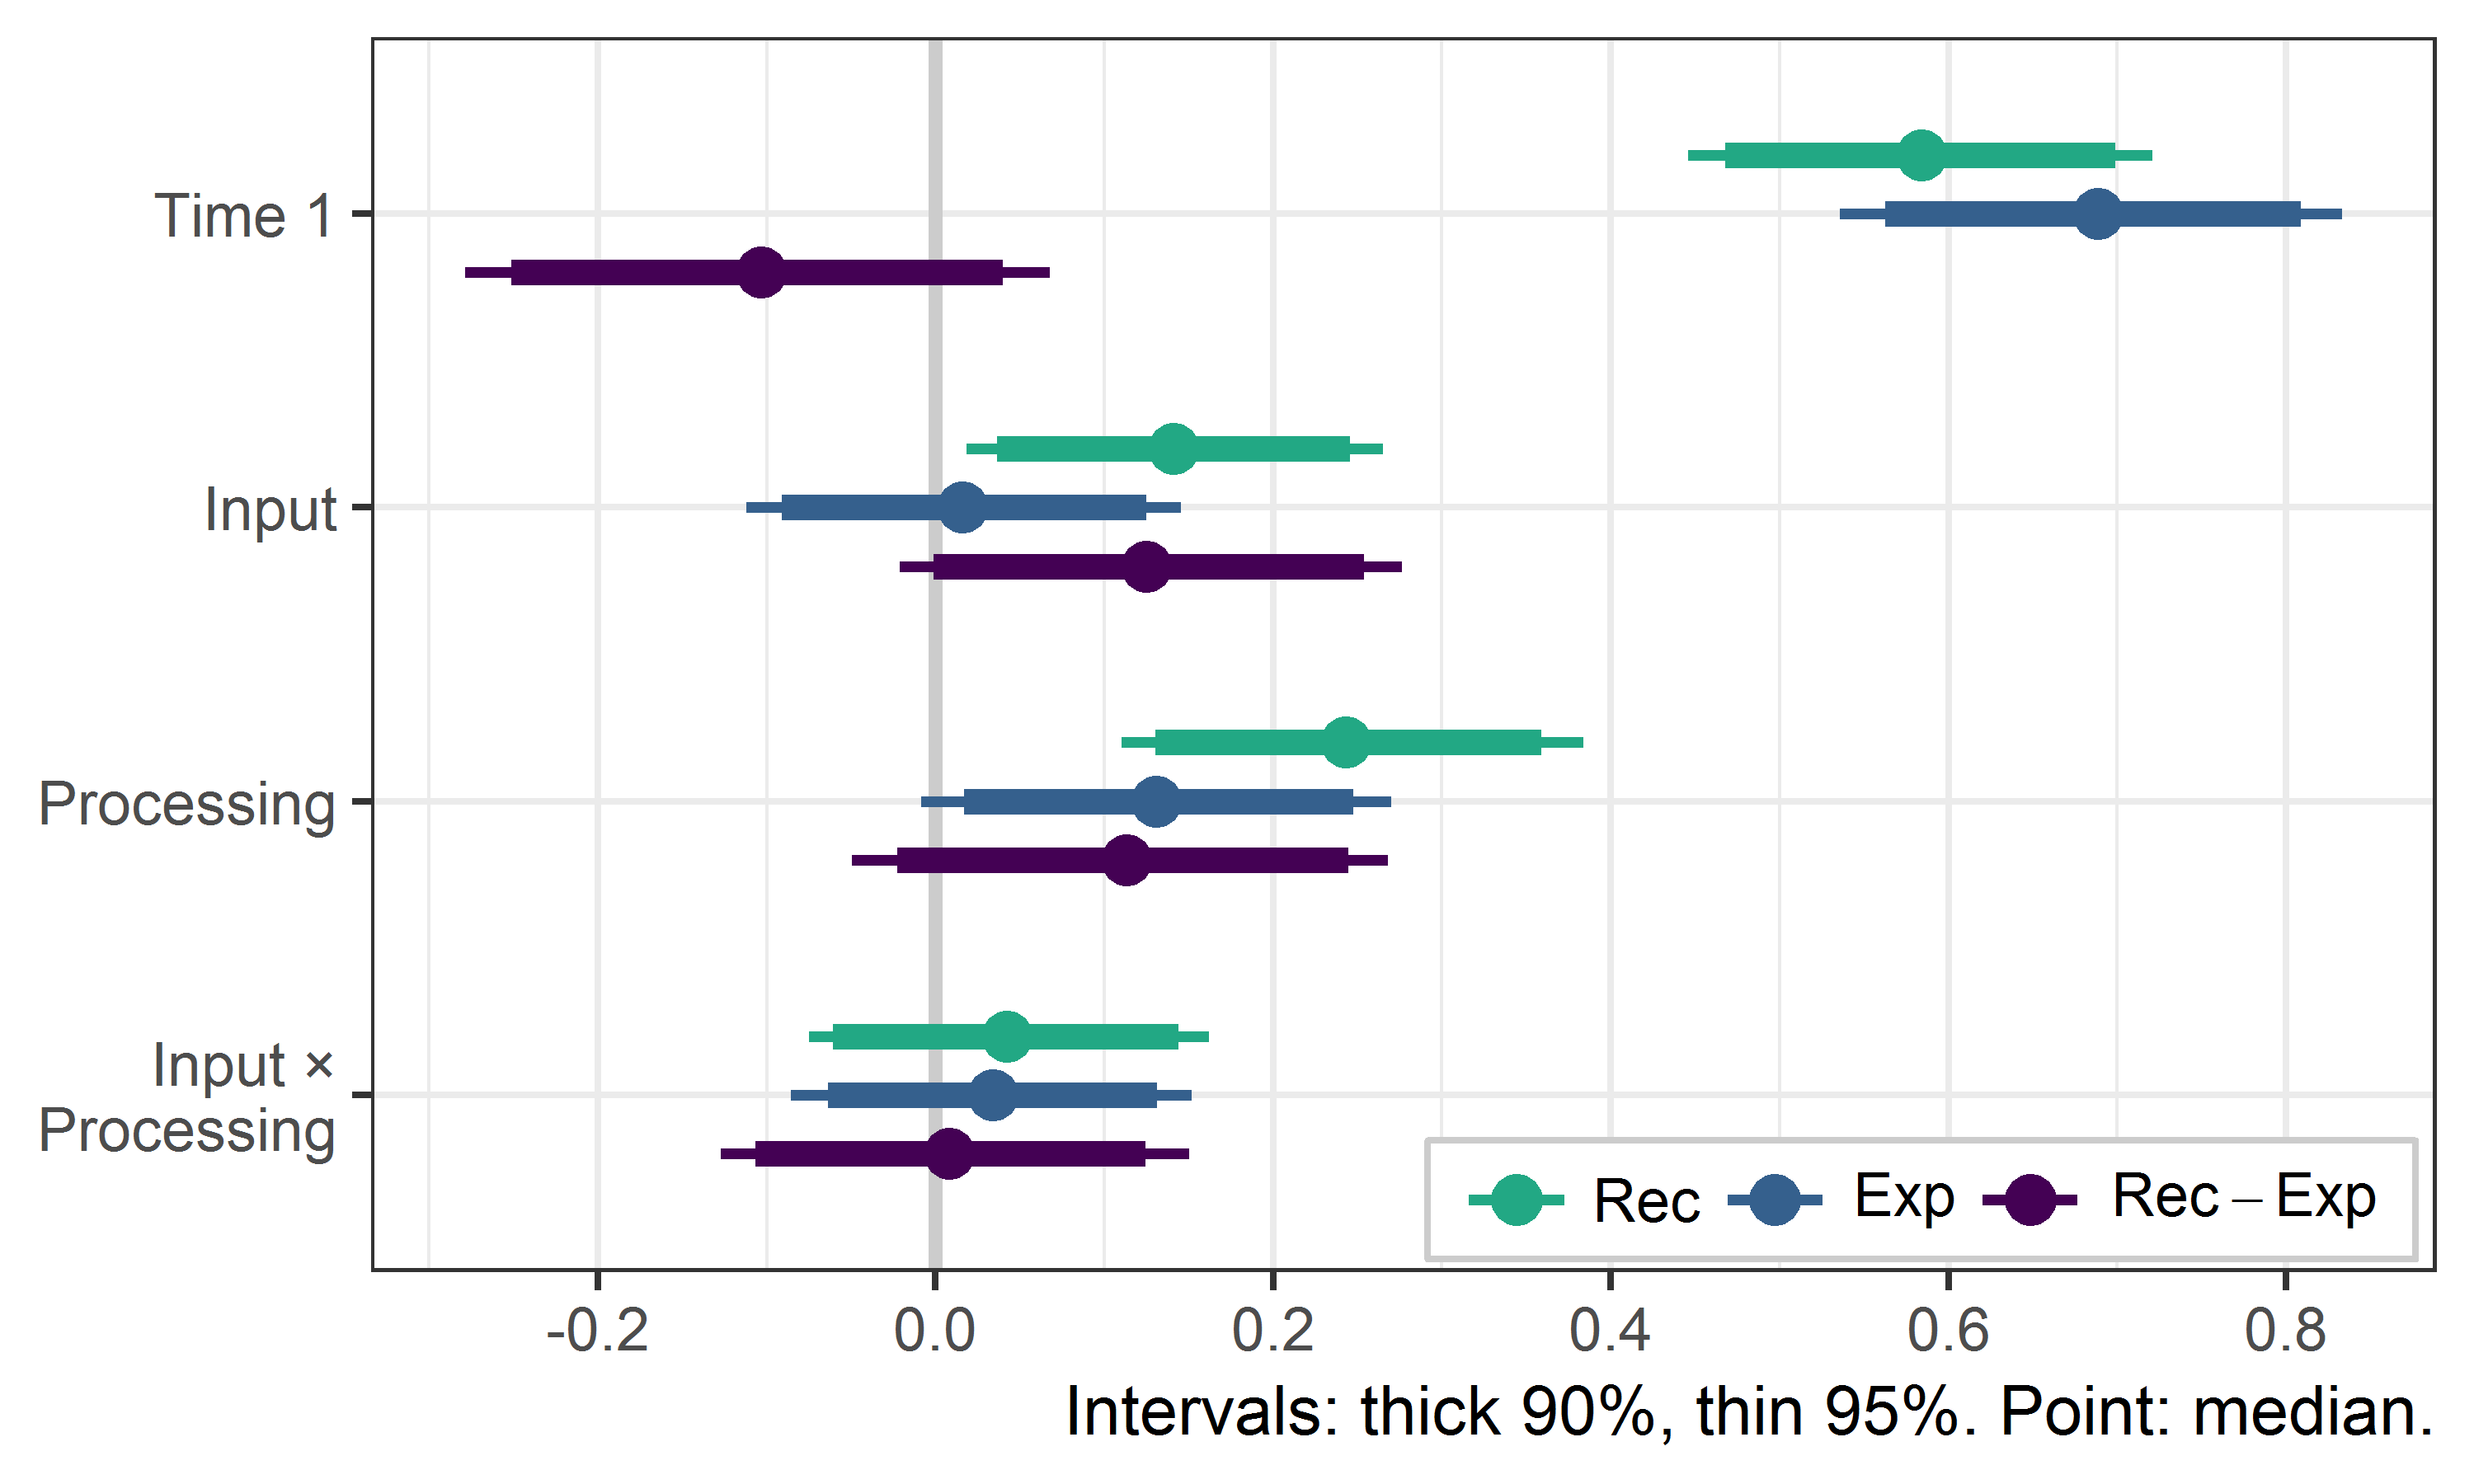 Time 1
Input
Processing
Input ×
Processing
Rec Exp Rec – Exp
-0.2 0.0 0.2 0.4 0.6 0.8
Intervals: thick 90%, thin 95%. Point: median.